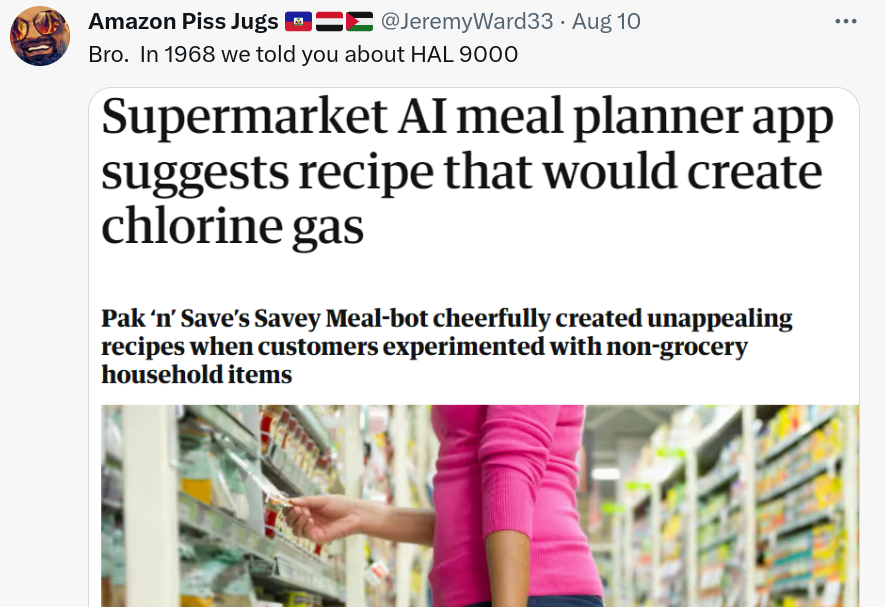 Amazon Piss Jugs 🇭🇹🇾🇪🇵🇸 @JeremyWard33 · Aug 10
Bro. In 1968 we told you about HAL 9000
Supermarket AI meal planner app
suggests recipe that would create
chlorine gas
Pak ‘n’ Save’s Savey Meal-bot cheerfully created unappealing
recipes when customers experimented with non-grocery
household items